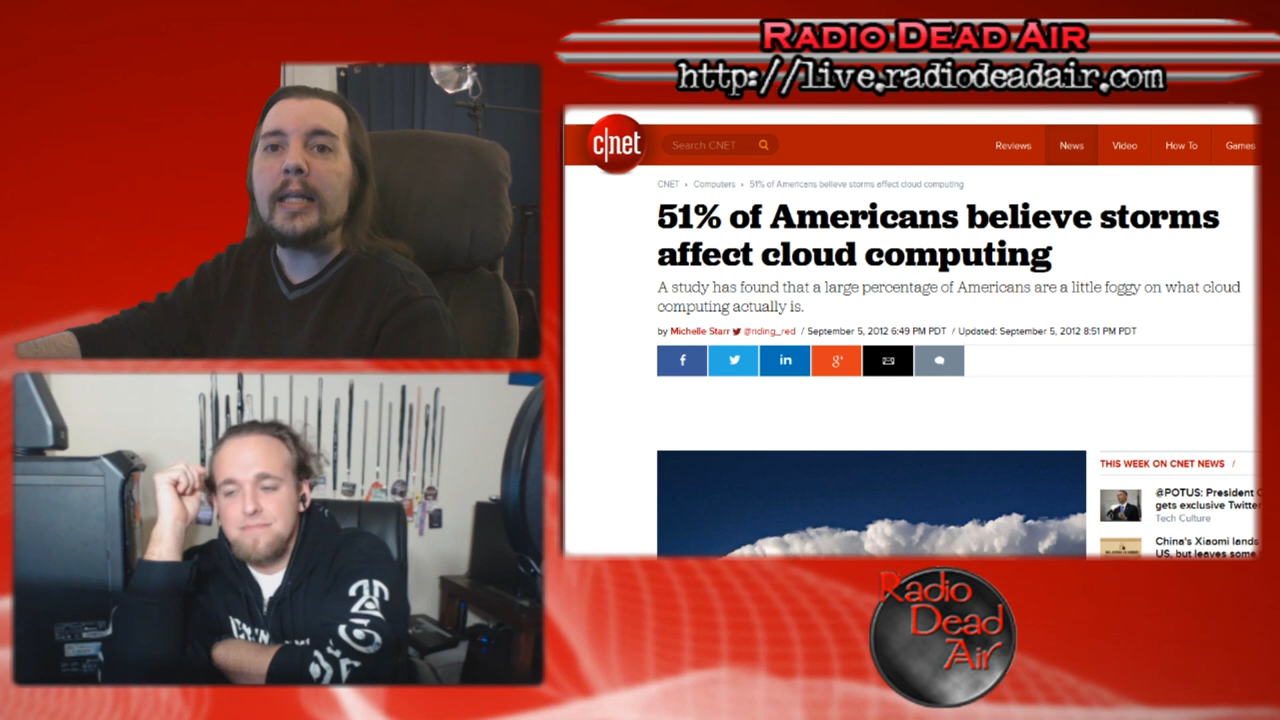 RADIO DEAD AIR
http://live.radiodeadair.com
c|net
Search CNET
Reviews
News
Video
How To
Games
CNET › Computers › 51% of Americans believe storms affect cloud computing
51% of Americans believe storms
affect cloud computing
A study has found that a large percentage of Americans are a little foggy on what cloud
computing actually is.
by Michelle Starr @riding_red / September 5, 2012 6:49 PM PDT / Updated: September 5, 2012 8:51 PM PDT
f
in
g+
THIS WEEK ON CNET NEWS /
@POTUS: President
gets exclusive Twitte
Tech Culture
China's Xiaomi lands
US, but leaves some
Radio
Dead
Air